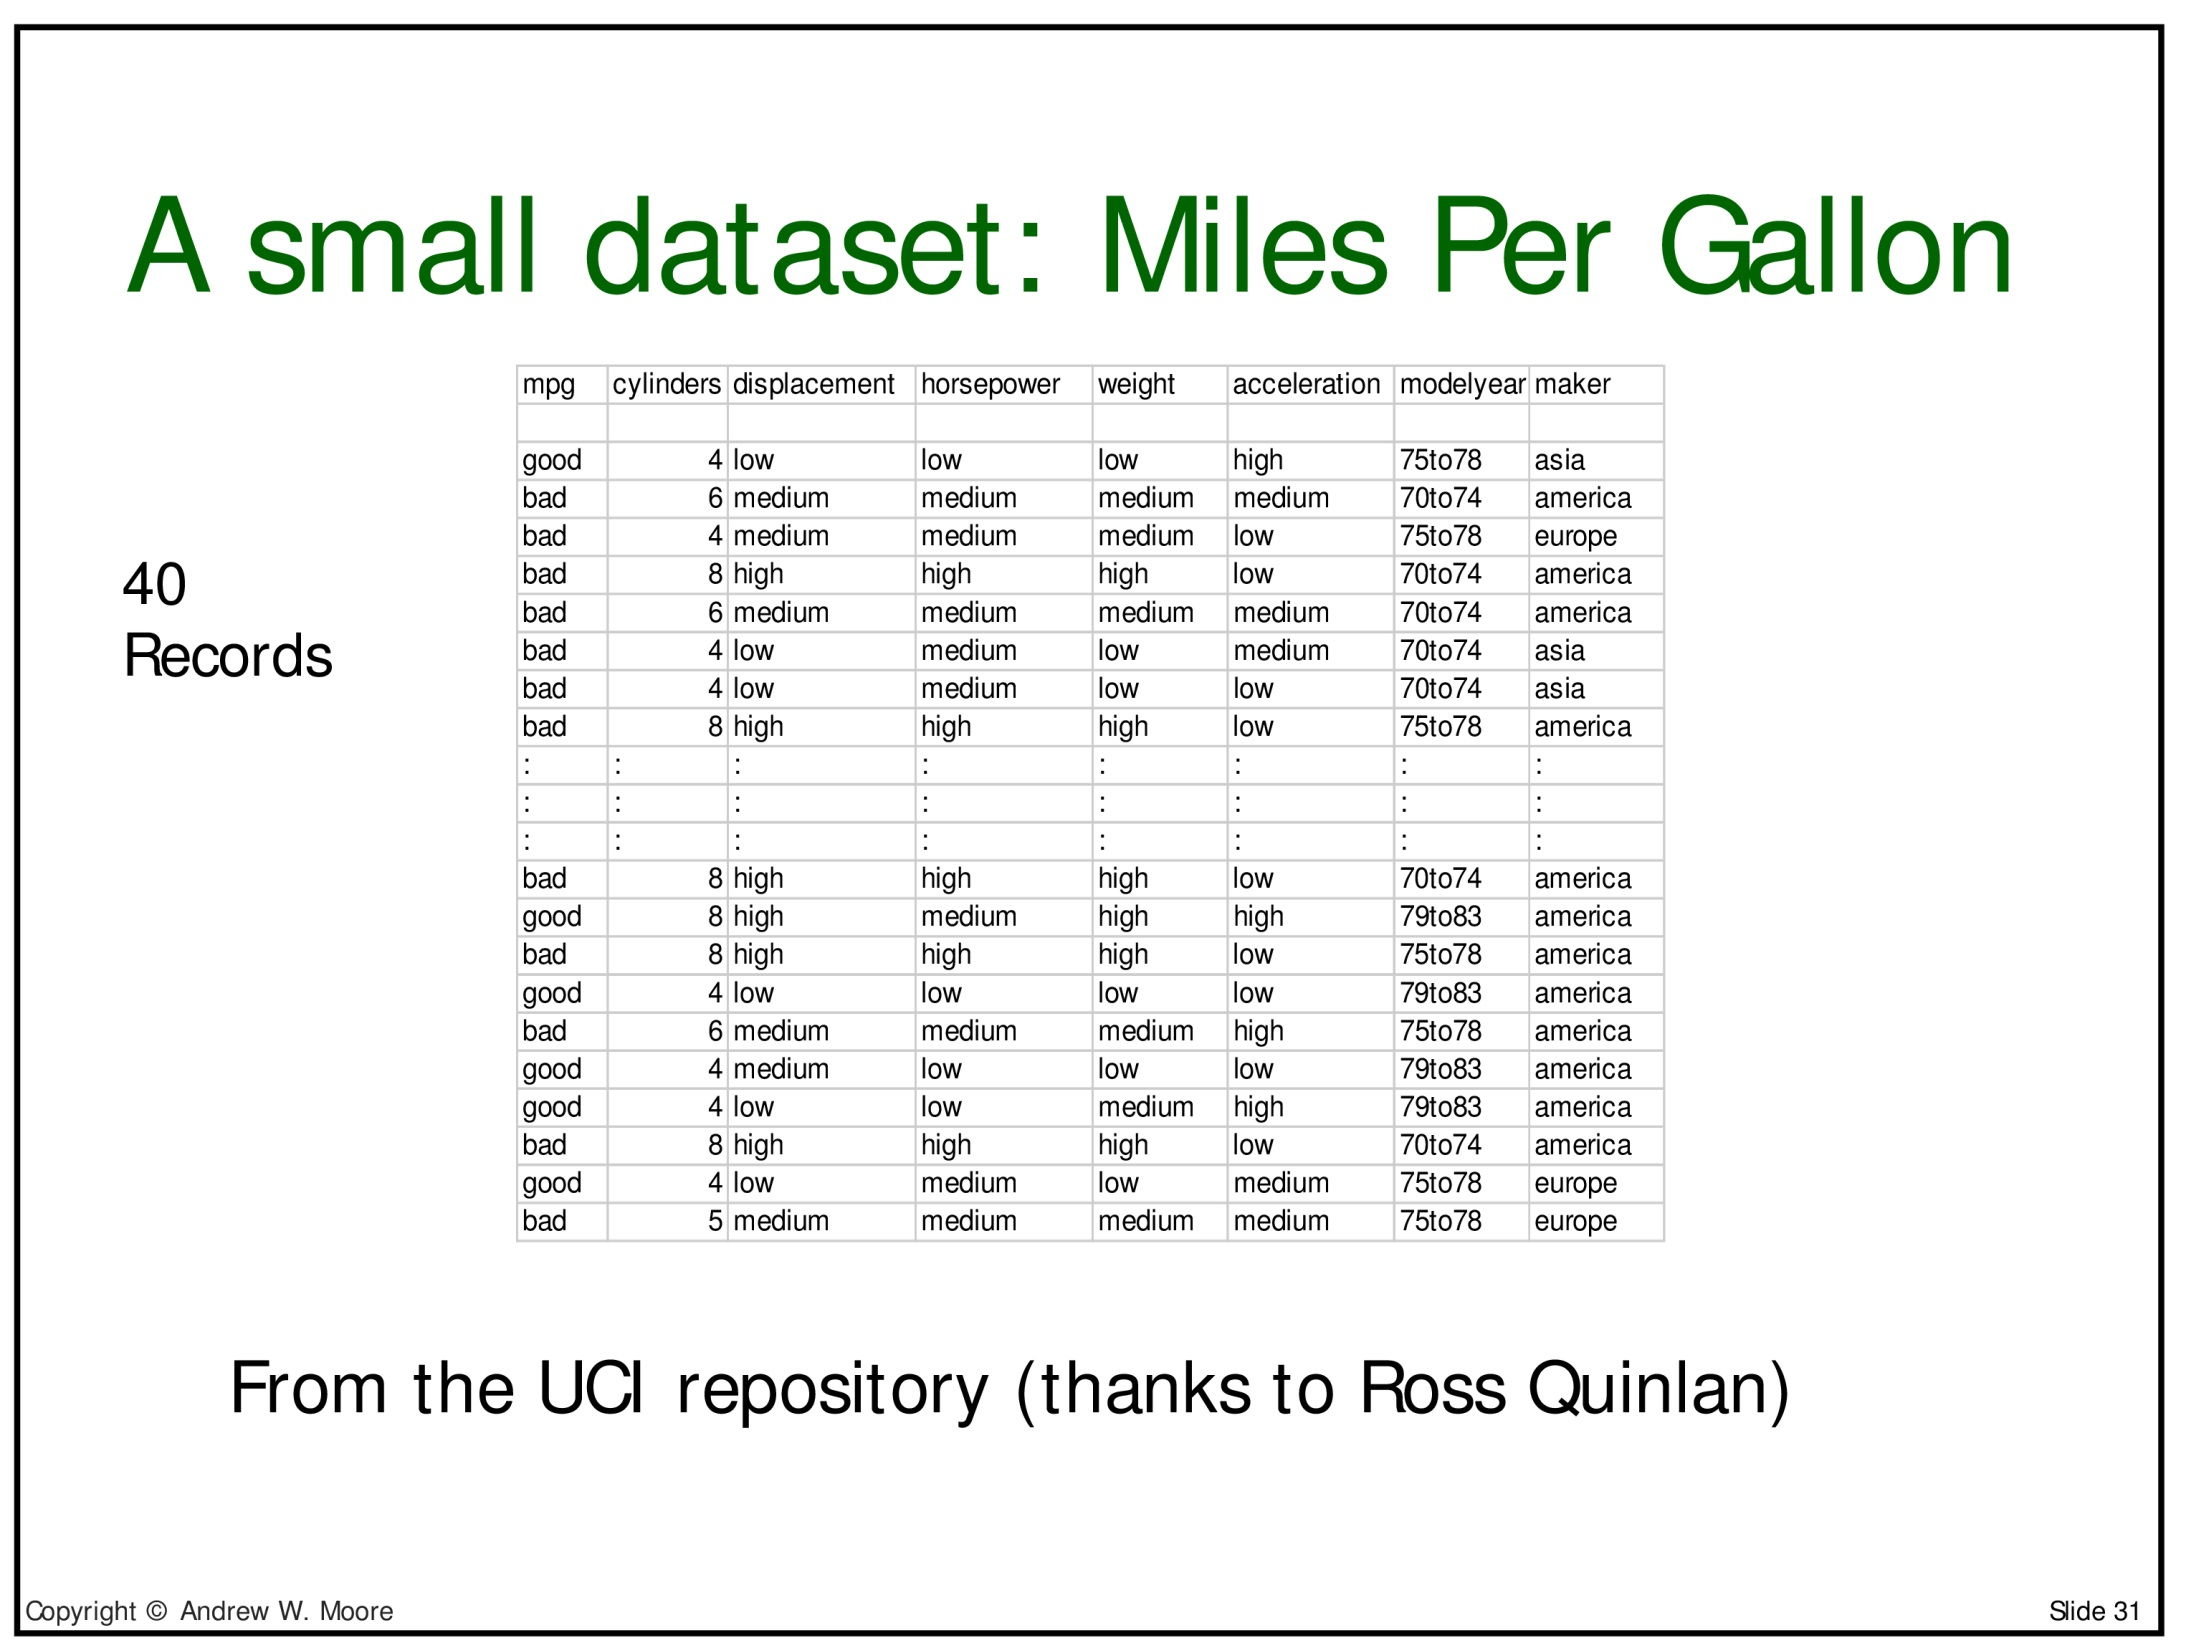 A small dataset: Miles Per Gallon
40
Records
mpg cylinders displacement horsepower weight acceleration modelyear maker
good 4 low low low high 75to78 asia
bad 6 medium medium medium medium 70to74 america
bad 4 medium medium medium low 75to78 europe
bad 8 high high high low 70to74 america
bad 6 medium medium medium medium 70to74 america
bad 4 low medium low medium 70to74 asia
bad 4 low medium low low 70to74 asia
bad 8 high high high low 75to78 america
: : : : : : : :
: : : : : : : :
: : : : : : : :
bad 8 high high high low 70to74 america
good 8 high medium high high 79to83 america
bad 8 high high high low 75to78 america
good 4 low low low low 79to83 america
bad 6 medium medium medium high 75to78 america
good 4 medium low low low 79to83 america
good 4 low low medium high 79to83 america
bad 8 high high high low 70to74 america
good 4 low medium low medium 75to78 europe
bad 5 medium medium medium medium 75to78 europe
From the UCI repository (thanks to Ross Quinlan)
Copyright © Andrew W. Moore
Slide 31